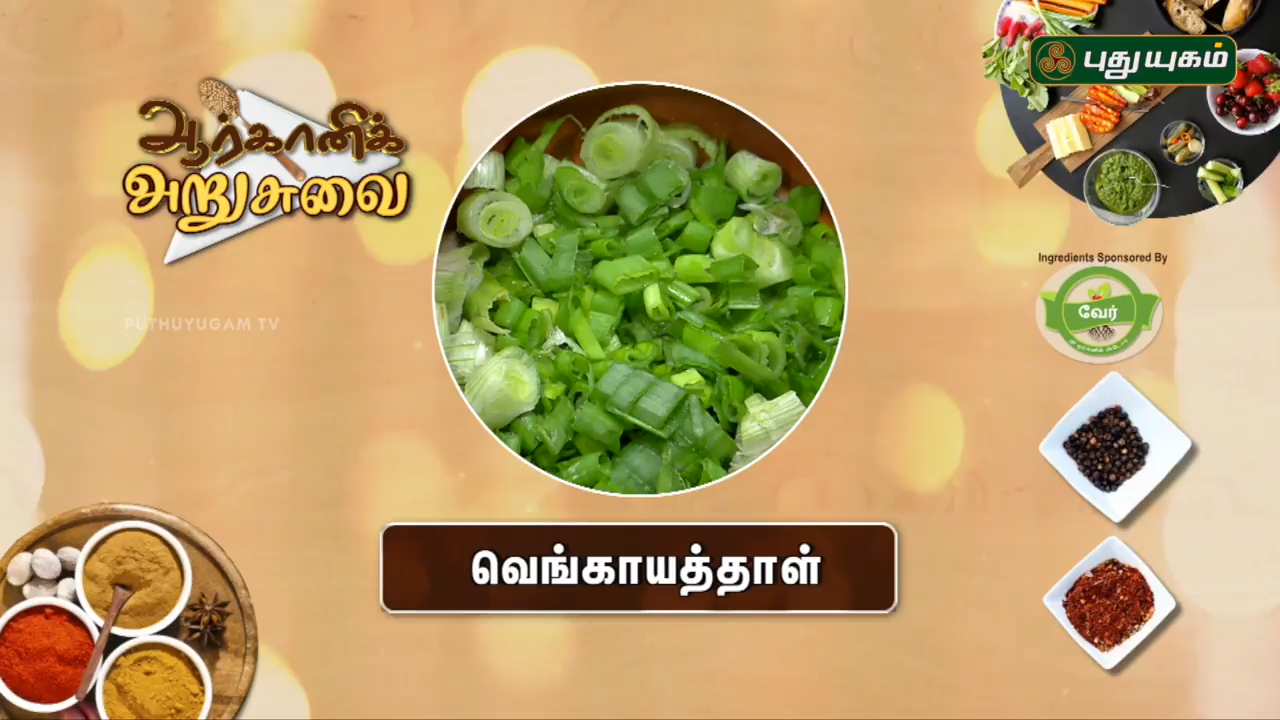 புதுயுகம்
ஆர்கானிக்
அறுசுவை
PUTHUYUGAM TV
Ingredients Sponsored By
வேர்
வெங்காயத்தாள்